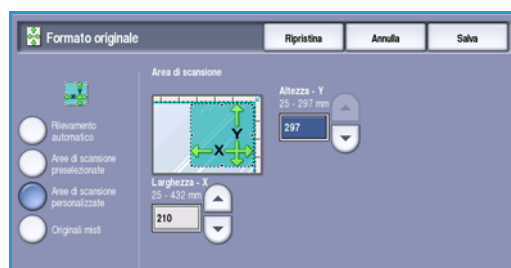 Formato originale
Ripristina
Annulla
Salva
Rilevamento
automatico
Aree di scansione
preselezionate
Aree di scansione
personalizzate
Originali misti
Area di scansione
Y
X
Larghezza - X
25 - 432 mm
210
Altezza - Y
25 - 297 mm
297